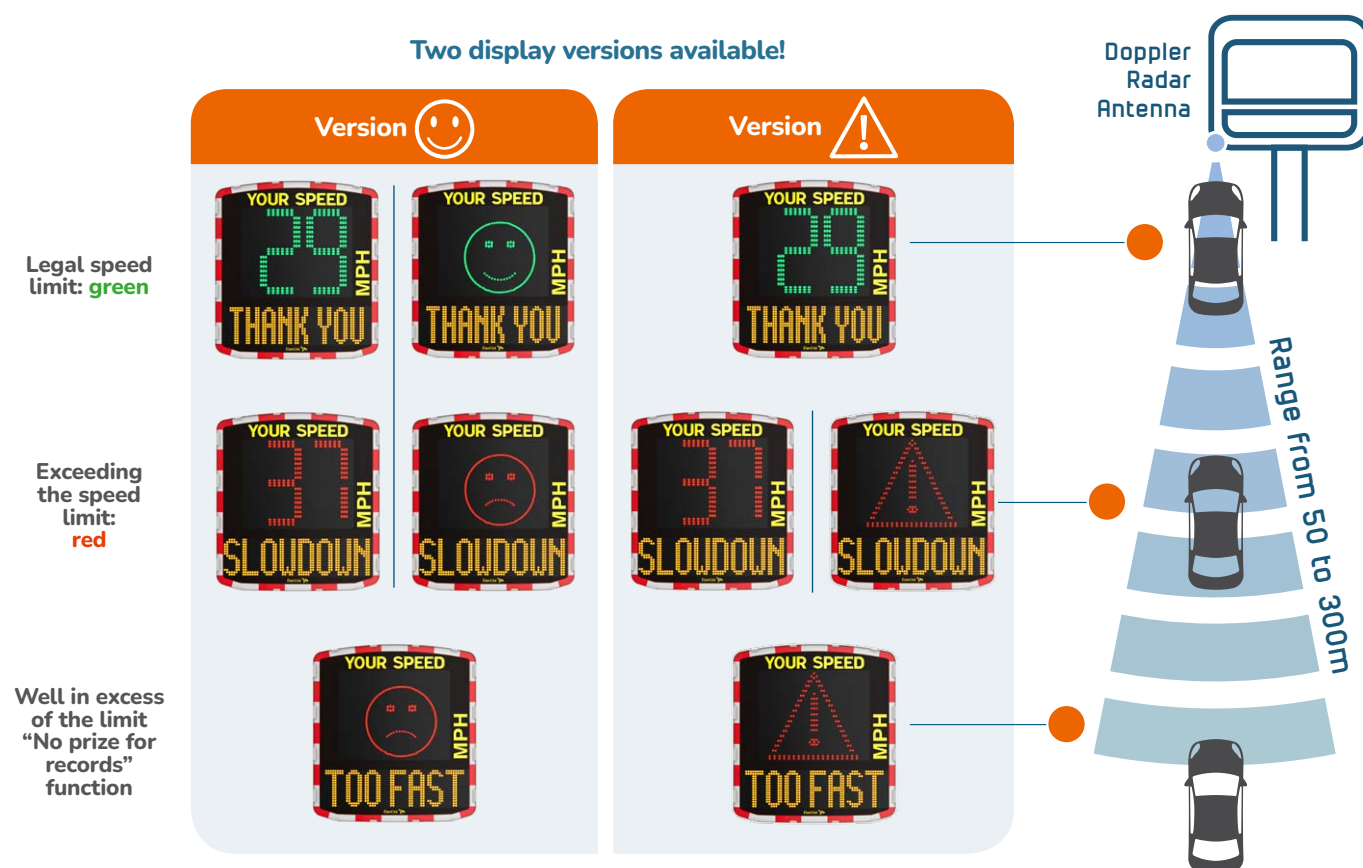 Two display versions available!
Doppler
Radar
Antenna
Version
Version
Legal speed
limit: green
YOUR SPEED
29
MPH
THANK YOU
YOUR SPEED
MPH
THANK YOU
YOUR SPEED
29
MPH
THANK YOU
Exceeding
the speed
limit:
red
YOUR SPEED
37
MPH
SLOWDOWN
YOUR SPEED
MPH
SLOWDOWN
YOUR SPEED
37
MPH
SLOWDOWN
YOUR SPEED
MPH
SLOWDOWN
Range from 50 to 300m
Well in excess
of the limit
“No prize for
records”
function
YOUR SPEED
MPH
TOO FAST
YOUR SPEED
MPH
TOO FAST